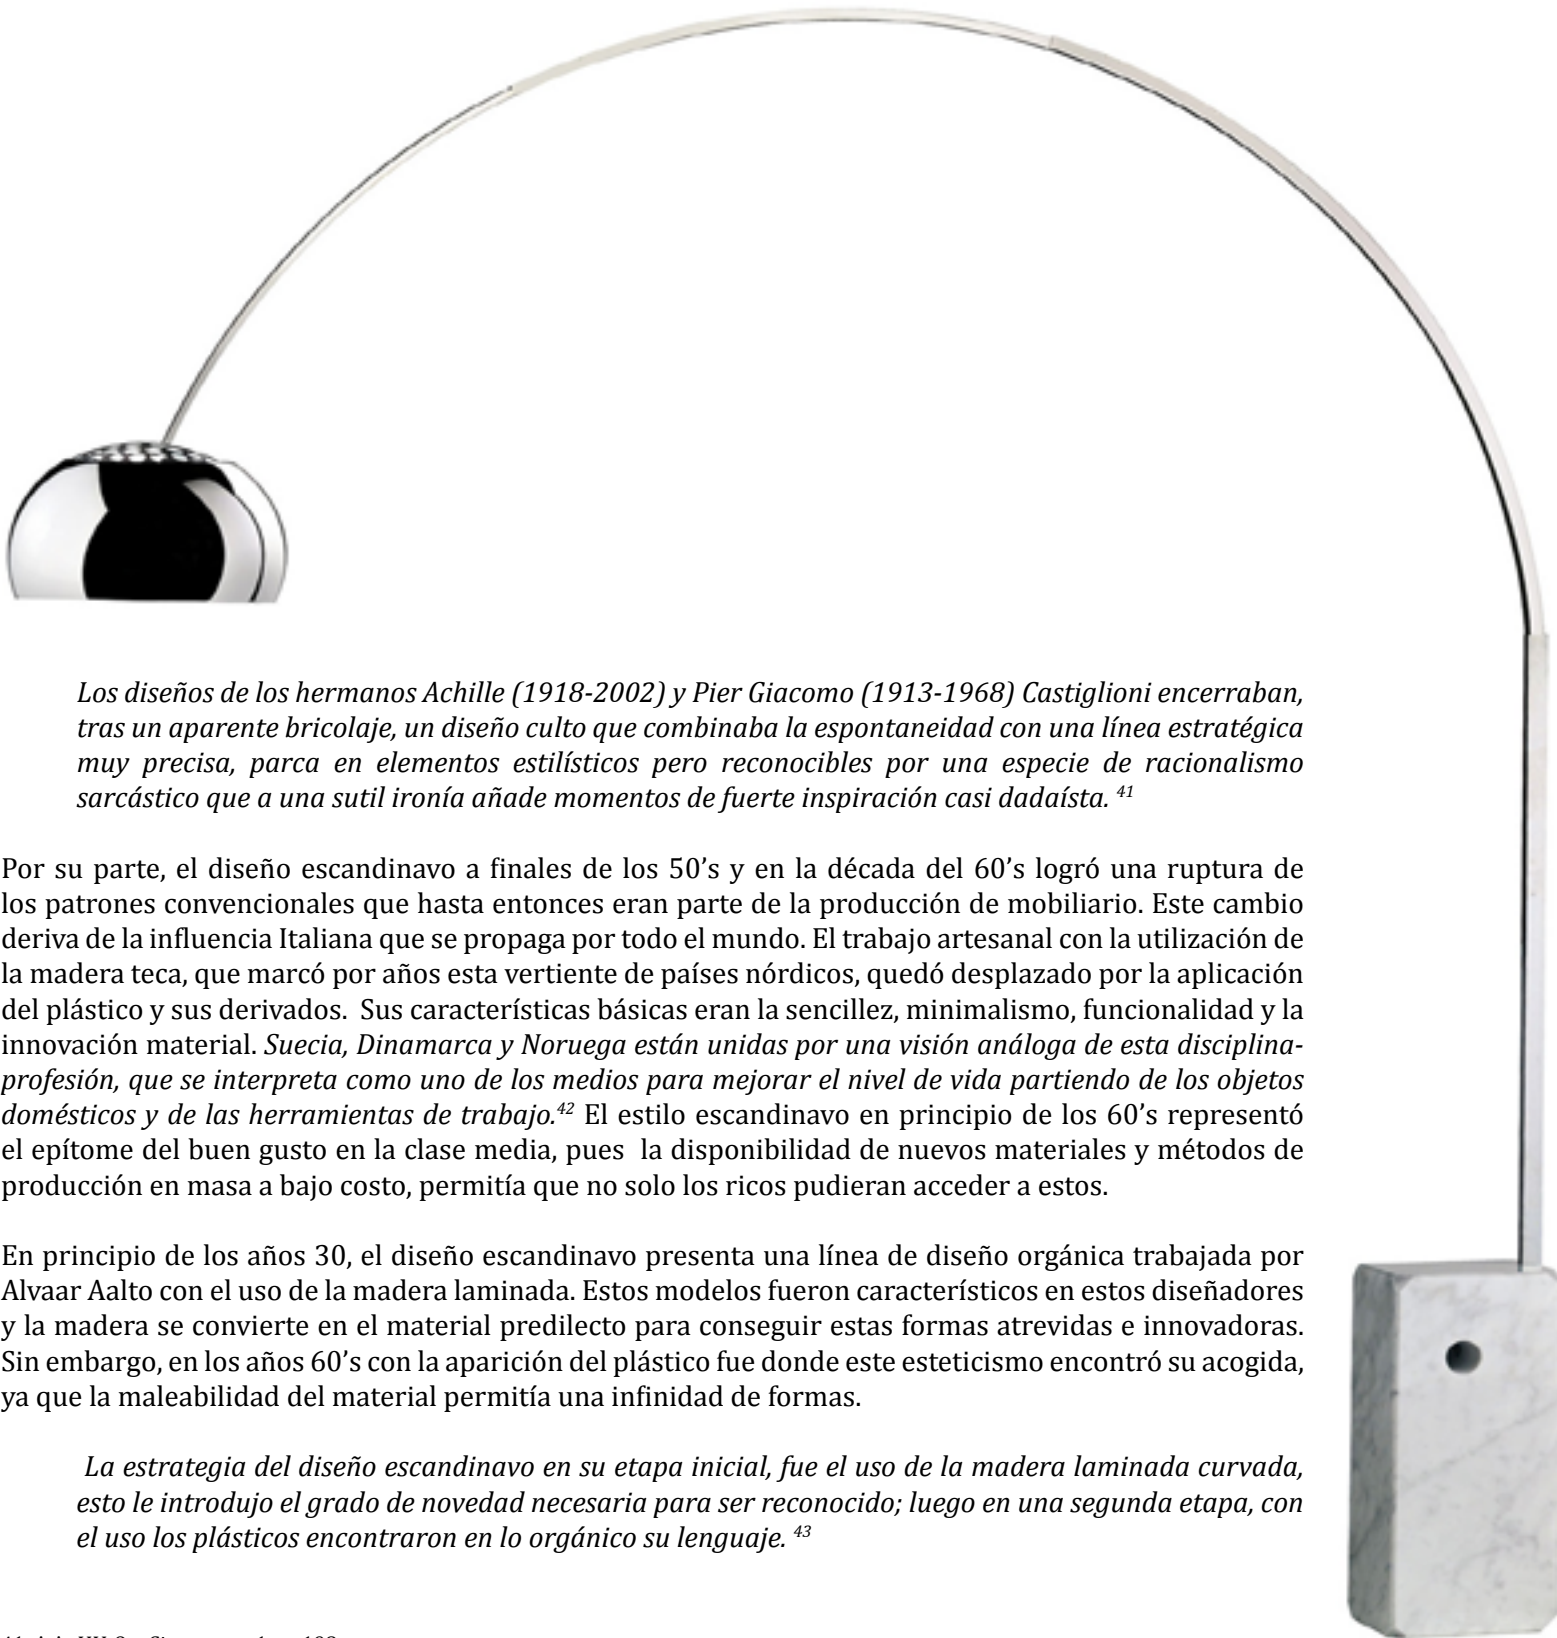 Los diseños de los hermanos Achille (1918-2002) y Pier Giacomo (1913-1968) Castiglioni encerraban,
tras un aparente bricolaje, un diseño culto que combinaba la espontaneidad con una línea estratégica
muy precisa, parca en elementos estilísticos pero reconocibles por una especie de racionalismo
sarcástico que a una sutil ironía añade momentos de fuerte inspiración casi dadaísta. 41
Por su parte, el diseño escandinavo a finales de los 50’s y en la década del 60’s logró una ruptura de
los patrones convencionales que hasta entonces eran parte de la producción de mobiliario. Este cambio
deriva de la influencia Italiana que se propaga por todo el mundo. El trabajo artesanal con la utilización de
la madera teca, que marcó por años esta vertiente de países nórdicos, quedó desplazado por la aplicación
del plástico y sus derivados. Sus características básicas eran la sencillez, minimalismo, funcionalidad y la
innovación material. Suecia, Dinamarca y Noruega están unidas por una visión análoga de esta disciplina-
profesión, que se interpreta como uno de los medios para mejorar el nivel de vida partiendo de los objetos
domésticos y de las herramientas de trabajo.42 El estilo escandinavo en principio de los 60’s representó
el epítome del buen gusto en la clase media, pues la disponibilidad de nuevos materiales y métodos de
producción en masa a bajo costo, permitía que no solo los ricos pudieran acceder a estos.
En principio de los años 30, el diseño escandinavo presenta una línea de diseño orgánica trabajada por
Alvaar Aalto con el uso de la madera laminada. Estos modelos fueron característicos en estos diseñadores
y la madera se convierte en el material predilecto para conseguir estas formas atrevidas e innovadoras.
Sin embargo, en los años 60’s con la aparición del plástico fue donde este esteticismo encontró su acogida,
ya que la maleabilidad del material permitía una infinidad de formas.
La estrategia del diseño escandinavo en su etapa inicial, fue el uso de la madera laminada curvada,
esto le introdujo el grado de novedad necesaria para ser reconocido; luego en una segunda etapa, con
el uso los plásticos encontraron en lo orgánico su lenguaje. 43